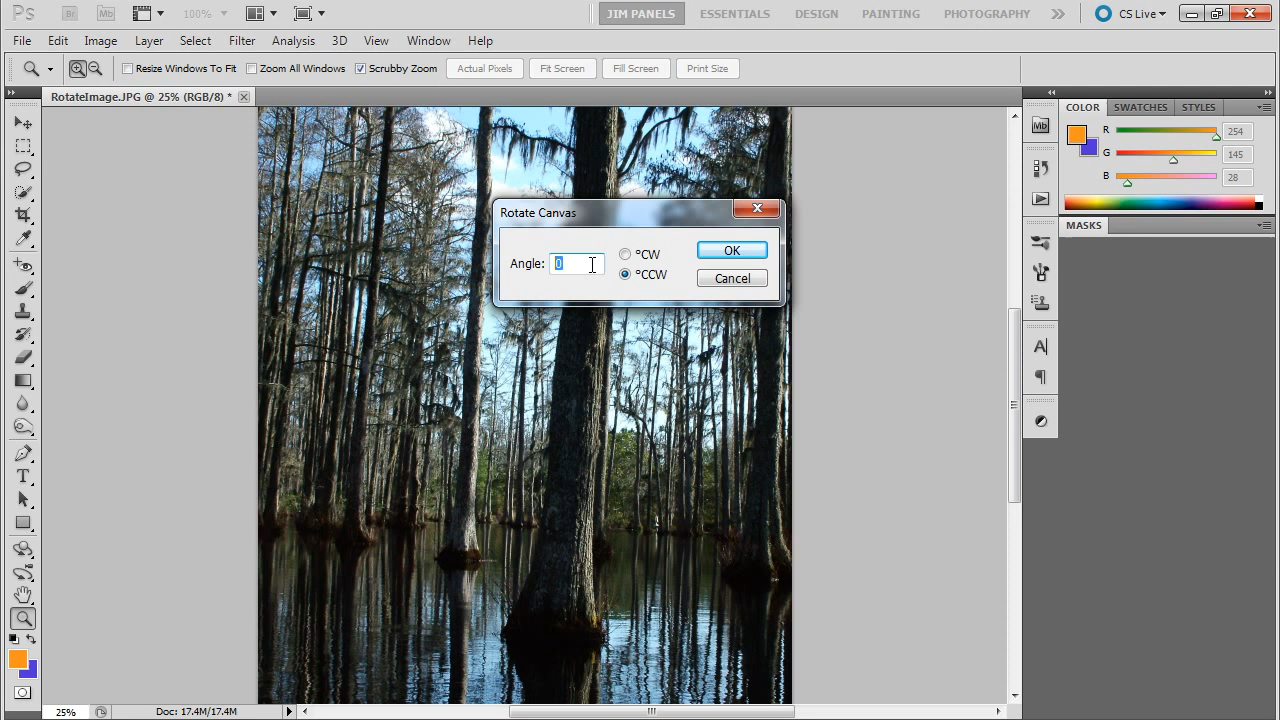 Ps Br Mb 100% JIM PANELS ESSENTIALS DESIGN PAINTING PHOTOGRAPHY CS Live
File Edit Image Layer Select Filter Analysis 3D View Window Help
Resize Windows To Fit Zoom All Windows Scrubby Zoom Actual Pixels Fit Screen Fill Screen Print Size
RotateImage.JPG @ 25% (RGB/8) *
COLOR SWATCHES STYLES
Mb
R 254
G 145
B 28
MASKS
Rotate Canvas
Angle: 0
°CW
°CCW
OK
Cancel
A
¶
T
25% Doc: 17.4M/17.4M